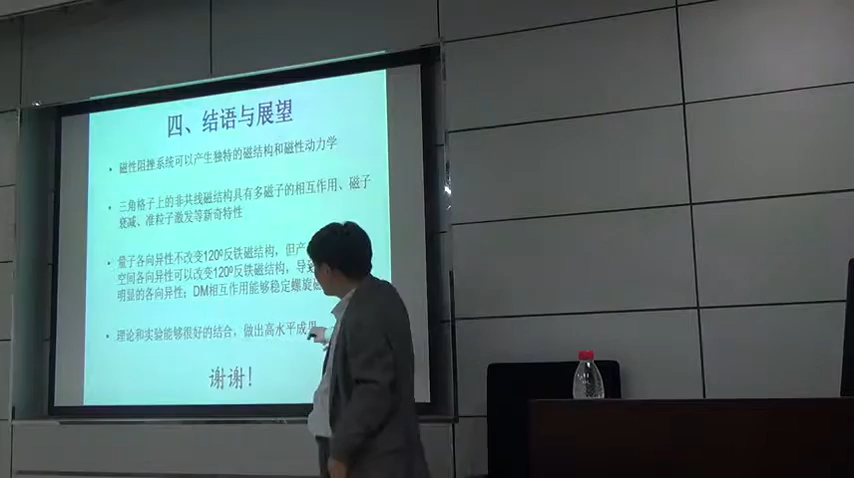 四、结语与展望
• 磁性阻挫系统可以产生独特的磁结构和磁性动力学
• 三角格子上的非共线磁结构具有多磁子的相互作用、磁子
衰减、准粒子激发等新奇特性
• 量子各向异性不改变120º反铁磁结构，但产
空间各向异性可以改变120º反铁磁结构，导致
明显的各向异性；DM相互作用能够稳定螺旋磁
• 理论和实验能够很好的结合，做出高水平成果
谢谢！